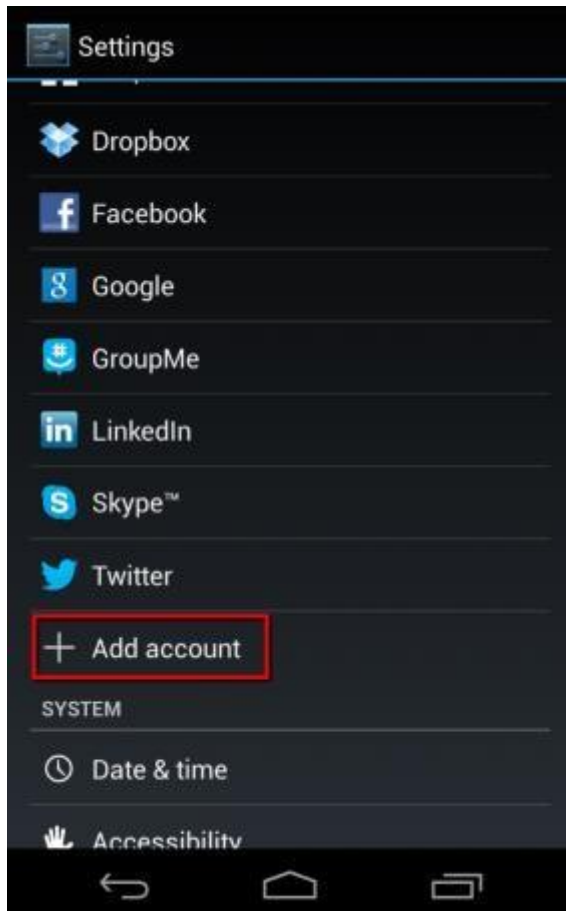 Settings
Dropbox
Facebook
Google
GroupMe
LinkedIn
Skype™
Twitter
Add account
SYSTEM
Date & time
Accessibility